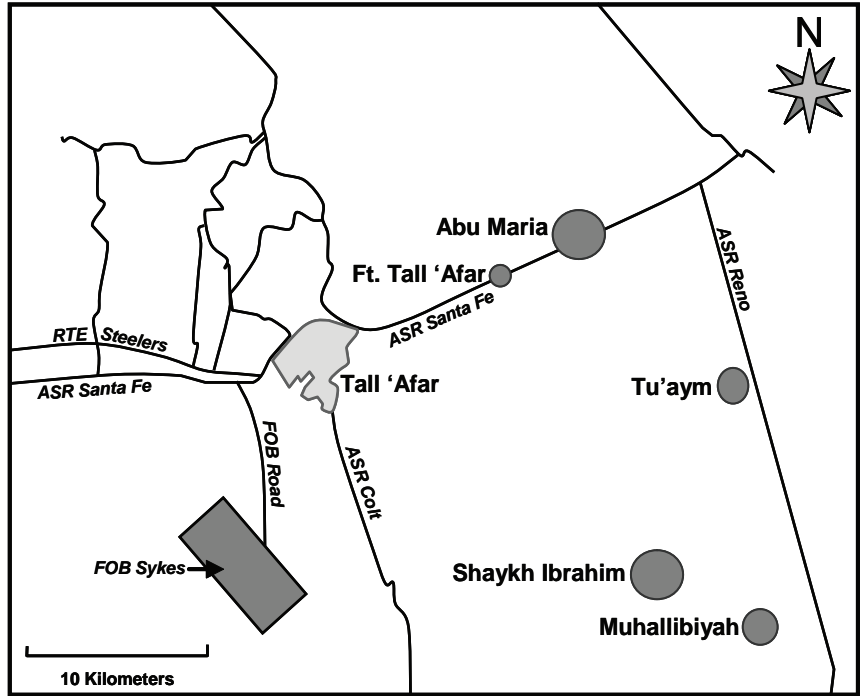 N
Abu Maria
Ft. Tall ‘Afar
ASR Santa Fe
ASR Reno
RTE Steelers
ASR Santa Fe
Tall ‘Afar
Tu’aym
FOB Road
ASR Colt
FOB Sykes
Shaykh Ibrahim
Muhallibiyah
10 Kilometers